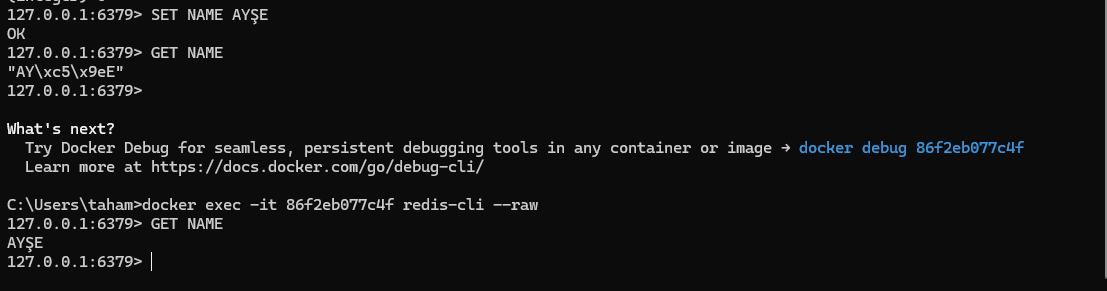 127.0.0.1:6379> SET NAME AYŞE
OK
127.0.0.1:6379> GET NAME
"AY\xc5\x9eE"
127.0.0.1:6379>
What's next?
Try Docker Debug for seamless, persistent debugging tools in any container or image → docker debug 86f2eb077c4f
Learn more at https://docs.docker.com/go/debug-cli/
C:\Users\taham>docker exec -it 86f2eb077c4f redis-cli --raw
127.0.0.1:6379> GET NAME
AYŞE
127.0.0.1:6379>